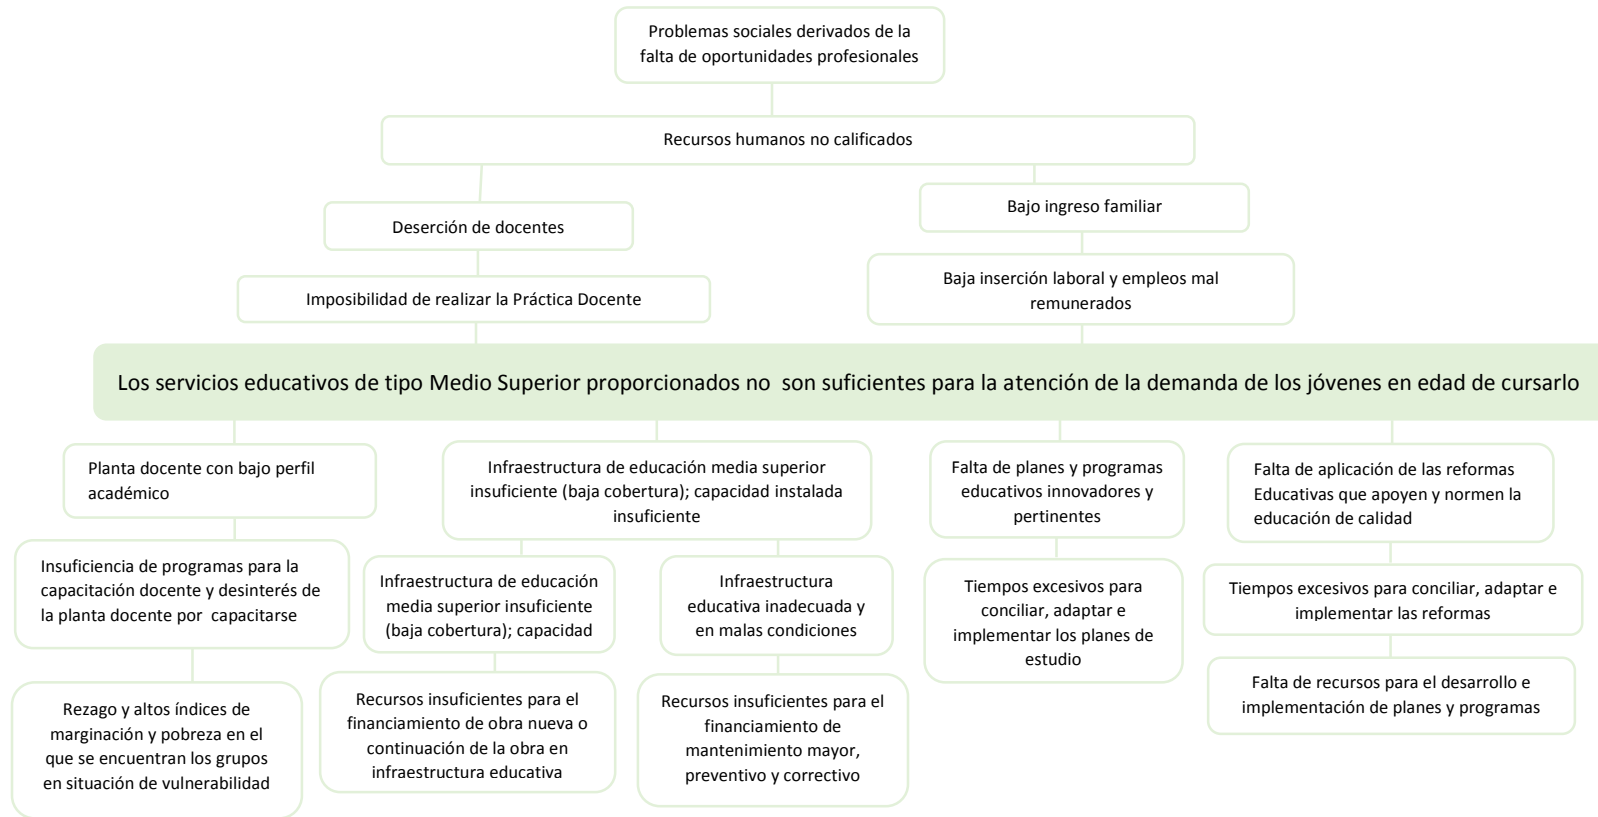 Problemas sociales derivados de la
falta de oportunidades profesionales
Recursos humanos no calificados
Deserción de docentes
Bajo ingreso familiar
Imposibilidad de realizar la Práctica Docente
Baja inserción laboral y empleos mal
remunerados
Los servicios educativos de tipo Medio Superior proporcionados no son suficientes para la atención de la demanda de los jóvenes en edad de cursarlo
Planta docente con bajo perfil
académico
Infraestructura de educación media superior
insuficiente (baja cobertura); capacidad instalada
insuficiente
Falta de planes y programas
educativos innovadores y
pertinentes
Falta de aplicación de las reformas
Educativas que apoyen y normen la
educación de calidad
Insuficiencia de programas para la
capacitación docente y desinterés de
la planta docente por capacitarse
Infraestructura de educación
media superior insuficiente
(baja cobertura); capacidad
Infraestructura
educativa inadecuada y
en malas condiciones
Tiempos excesivos para
conciliar, adaptar e
implementar los planes de
estudio
Tiempos excesivos para conciliar, adaptar e
implementar las reformas
Rezago y altos índices de
marginación y pobreza en el
que se encuentran los grupos
en situación de vulnerabilidad
Recursos insuficientes para el
financiamiento de obra nueva o
continuación de la obra en
infraestructura educativa
Recursos insuficientes para el
financiamiento de
mantenimiento mayor,
preventivo y correctivo
Falta de recursos para el desarrollo e
implementación de planes y programas